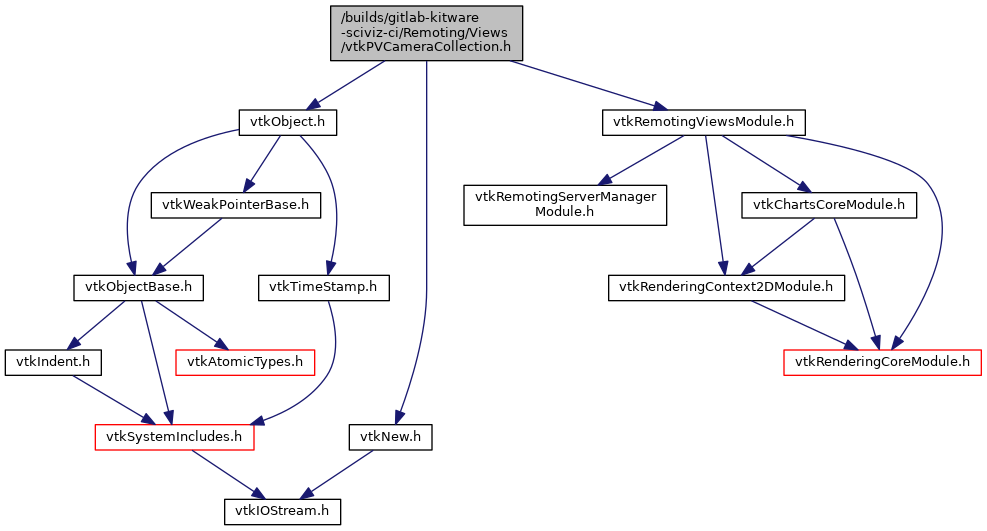 /builds/gitlab-kitware
-sciviz-ci/Remoting/Views
/vtkPVCameraCollection.h
vtkObject.h
vtkRemotingViewsModule.h
vtkWeakPointerBase.h
vtkRemotingServerManager
Module.h
vtkChartsCoreModule.h
vtkObjectBase.h
vtkTimeStamp.h
vtkRenderingContext2DModule.h
vtkIndent.h
vtkAtomicTypes.h
vtkRenderingCoreModule.h
vtkSystemIncludes.h
vtkNew.h
vtkIOStream.h